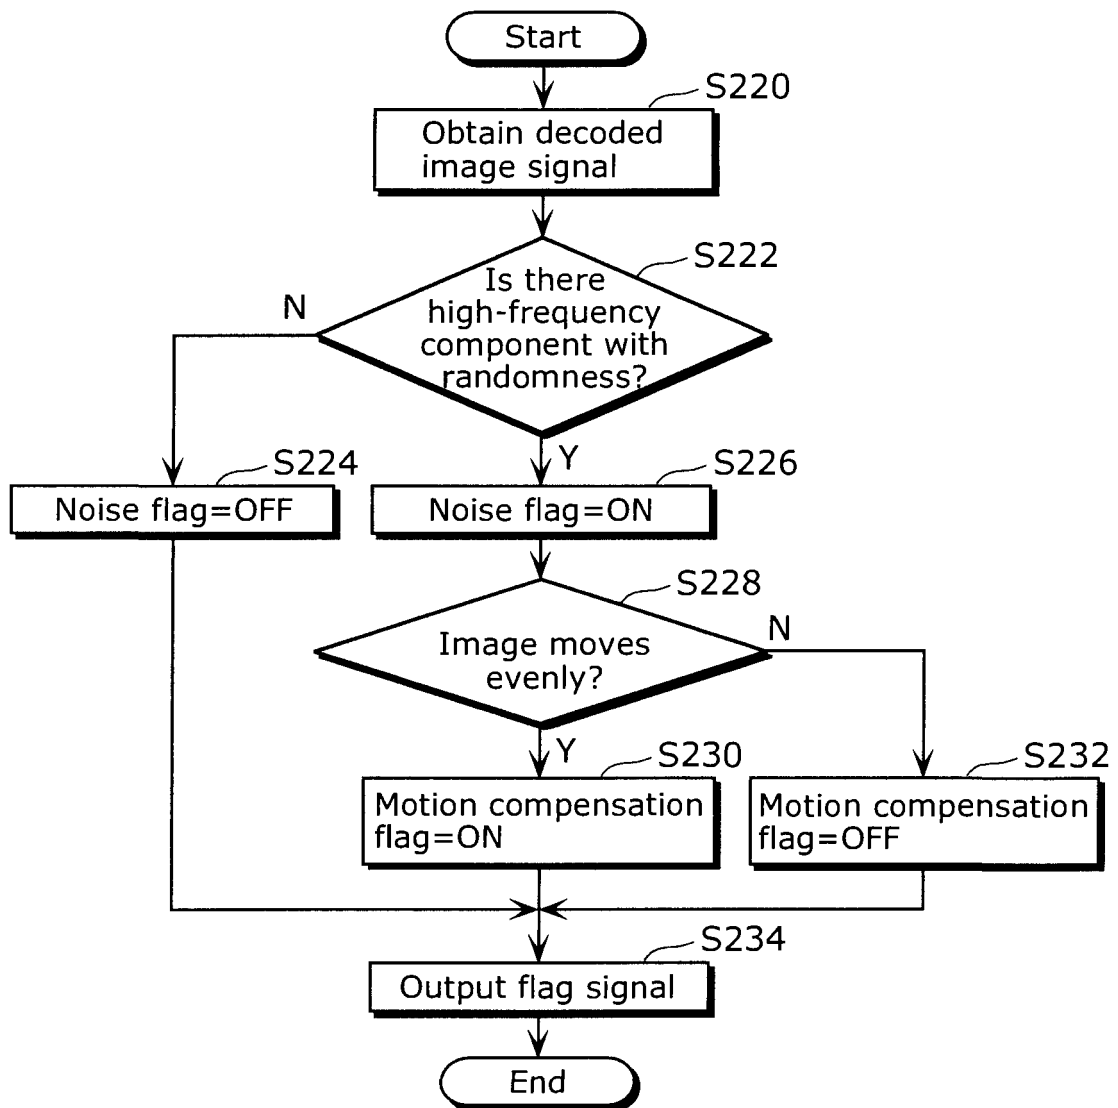 Start
S220
Obtain decoded
image signal
S222
Is there
high-frequency
component with
randomness?
N
Y
S224
Noise flag=OFF
S226
Noise flag=ON
S228
Image moves
evenly?
N
Y
S230
Motion compensation
flag=ON
S232
Motion compensation
flag=OFF
S234
Output flag signal
End